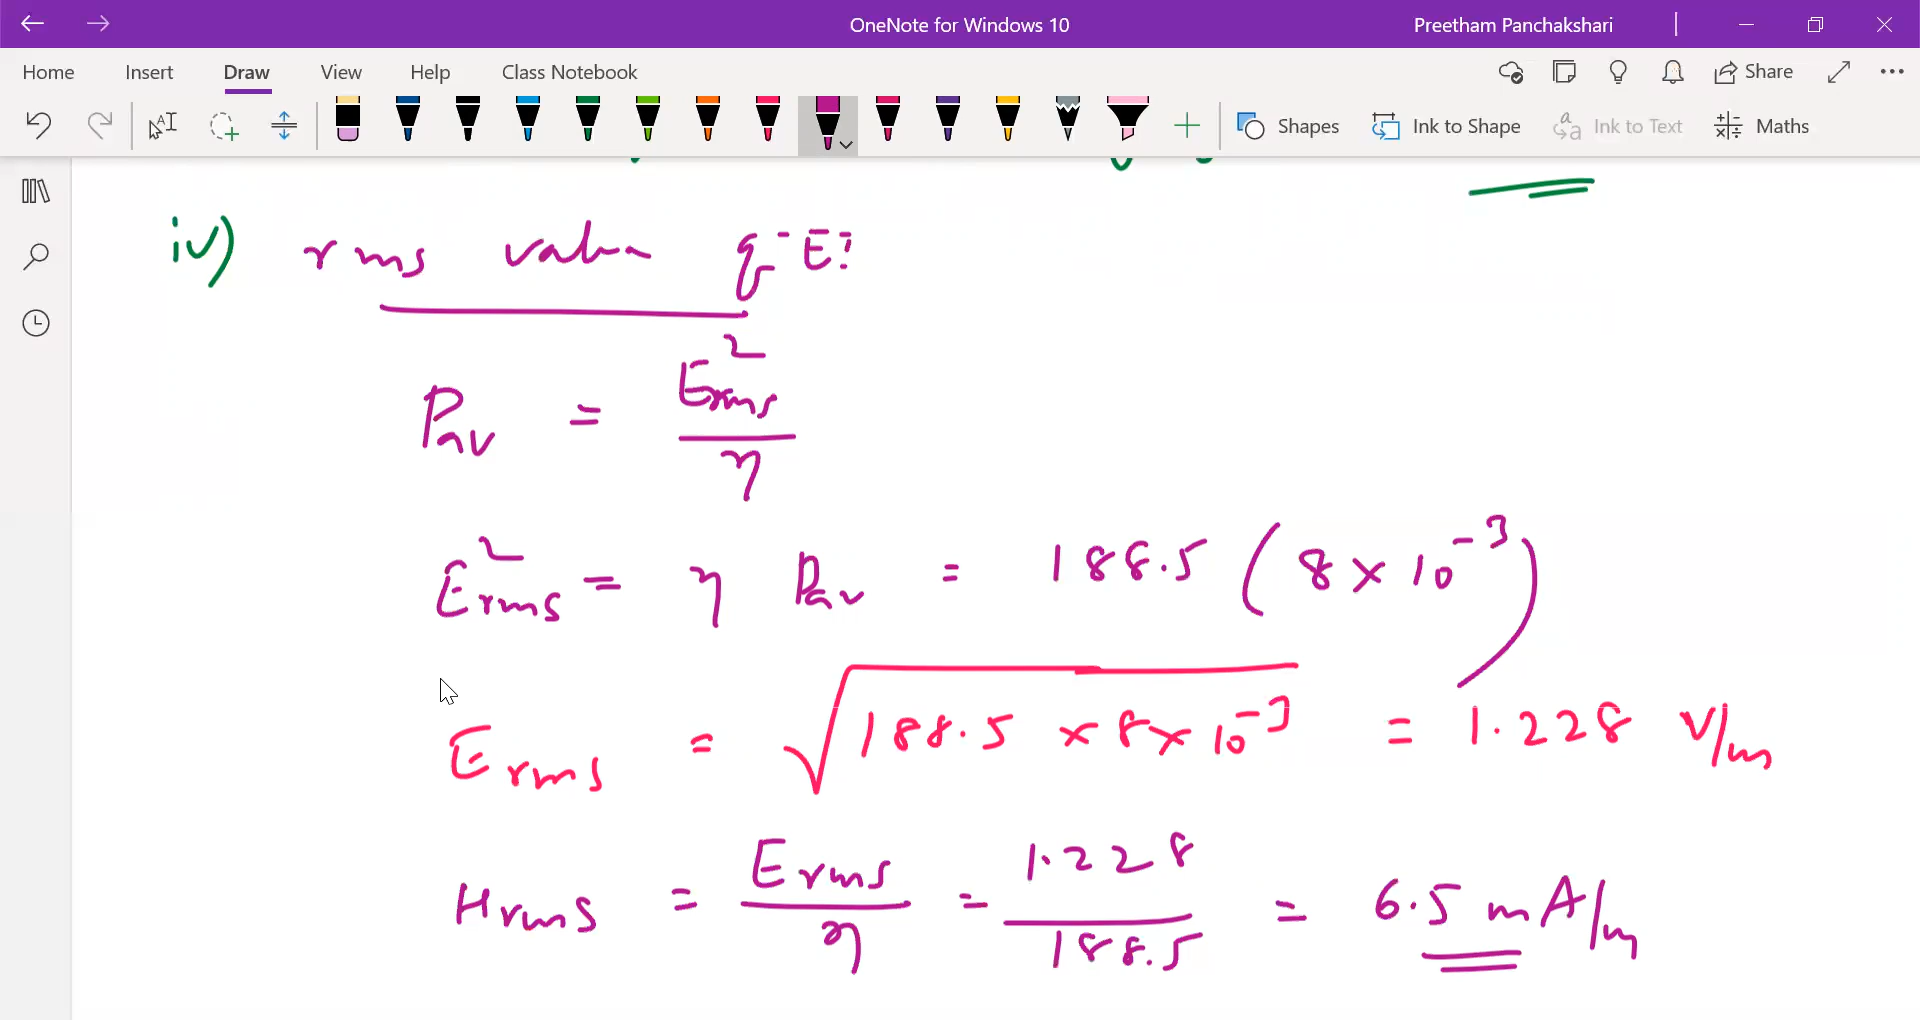 OneNote for Windows 10
Preetham Panchakshari
Home Insert Draw View Help Class Notebook Share
Shapes Ink to Shape Ink to Text Maths
iv) rms value of E:
Pav = E²rms / η
E²rms = η Pav = 188.5 (8 × 10⁻³)
Erms = √(188.5 × 8 × 10⁻³) = 1.228 V/m
Hrms = Erms / η = 1.228 / 188.5 = 6.5 mA/m